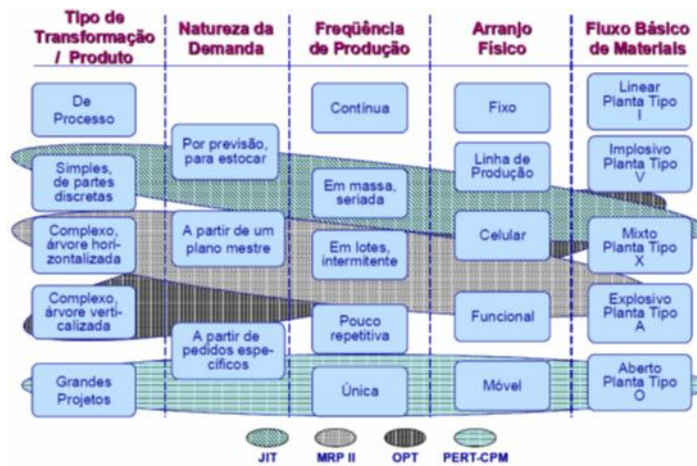 Tipo de
Transformação
/ Produto
Natureza da
Demanda
Freqüência
de Produção
Arranjo
Físico
Fluxo Básico
de Materiais
De
Processo
Simples,
de partes
discretas
Complexo,
árvore hori-
zontalizada
Complexo,
árvore verti-
calizada
Grandes
Projetos
Por previsão,
para estocar
A partir de um
plano mestre
A partir de
pedidos espe-
cíficos
Contínua
Em massa,
seriada
Em lotes,
intermitente
Pouco
repetitiva
Única
Fixo
Linha de
Produção
Celular
Funcional
Móvel
Linear
Planta Tipo
I
Implosivo
Planta Tipo
V
Mixto
Planta Tipo
X
Explosivo
Planta Tipo
A
Aberto
Planta Tipo
O
JIT
MRP II
OPT
PERT-CPM